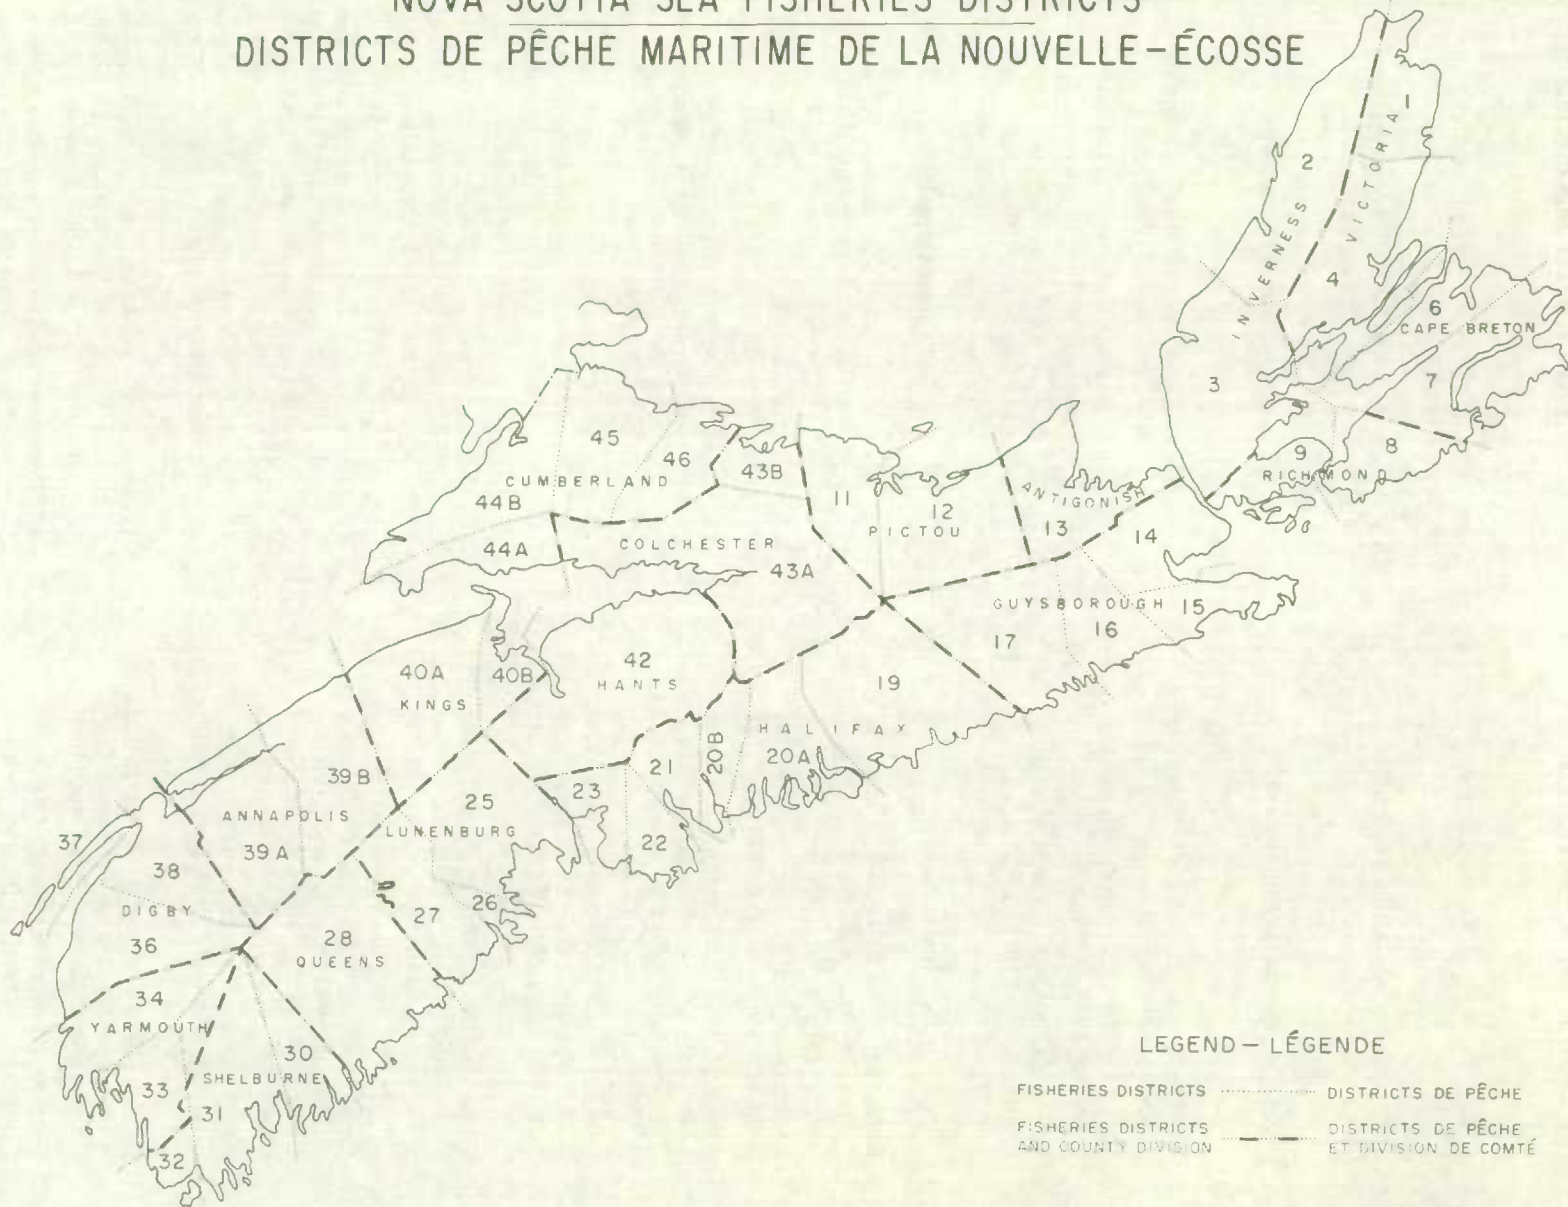 NOVA SCOTIA SEA FISHERIES DISTRICTS
DISTRICTS DE PÊCHE MARITIME DE LA NOUVELLE-ÉCOSSE
1
2
INVERNESS
VICTORIA
4
3
6
CAPE BRETON
7
8
9
RICHMOND
45
46
CUMBERLAND
43B
44B
44A
COLCHESTER
43A
11
12
PICTOU
ANTIGONISH
13
14
GUYSBOROUGH
15
16
17
40A
40B
KINGS
42
HANTS
19
HALIFAX
20A
20B
21
22
23
25
LUNENBURG
26
27
39B
ANNAPOLIS
39A
37
38
DIGBY
36
28
QUEENS
34
YARMOUTH
30
SHELBURNE
33
31
32
LEGEND — LÉGENDE
FISHERIES DISTRICTS DISTRICTS DE PÊCHE
FISHERIES DISTRICTS DISTRICTS DE PÊCHE
AND COUNTY DIVISION ET DIVISION DE COMTÉ